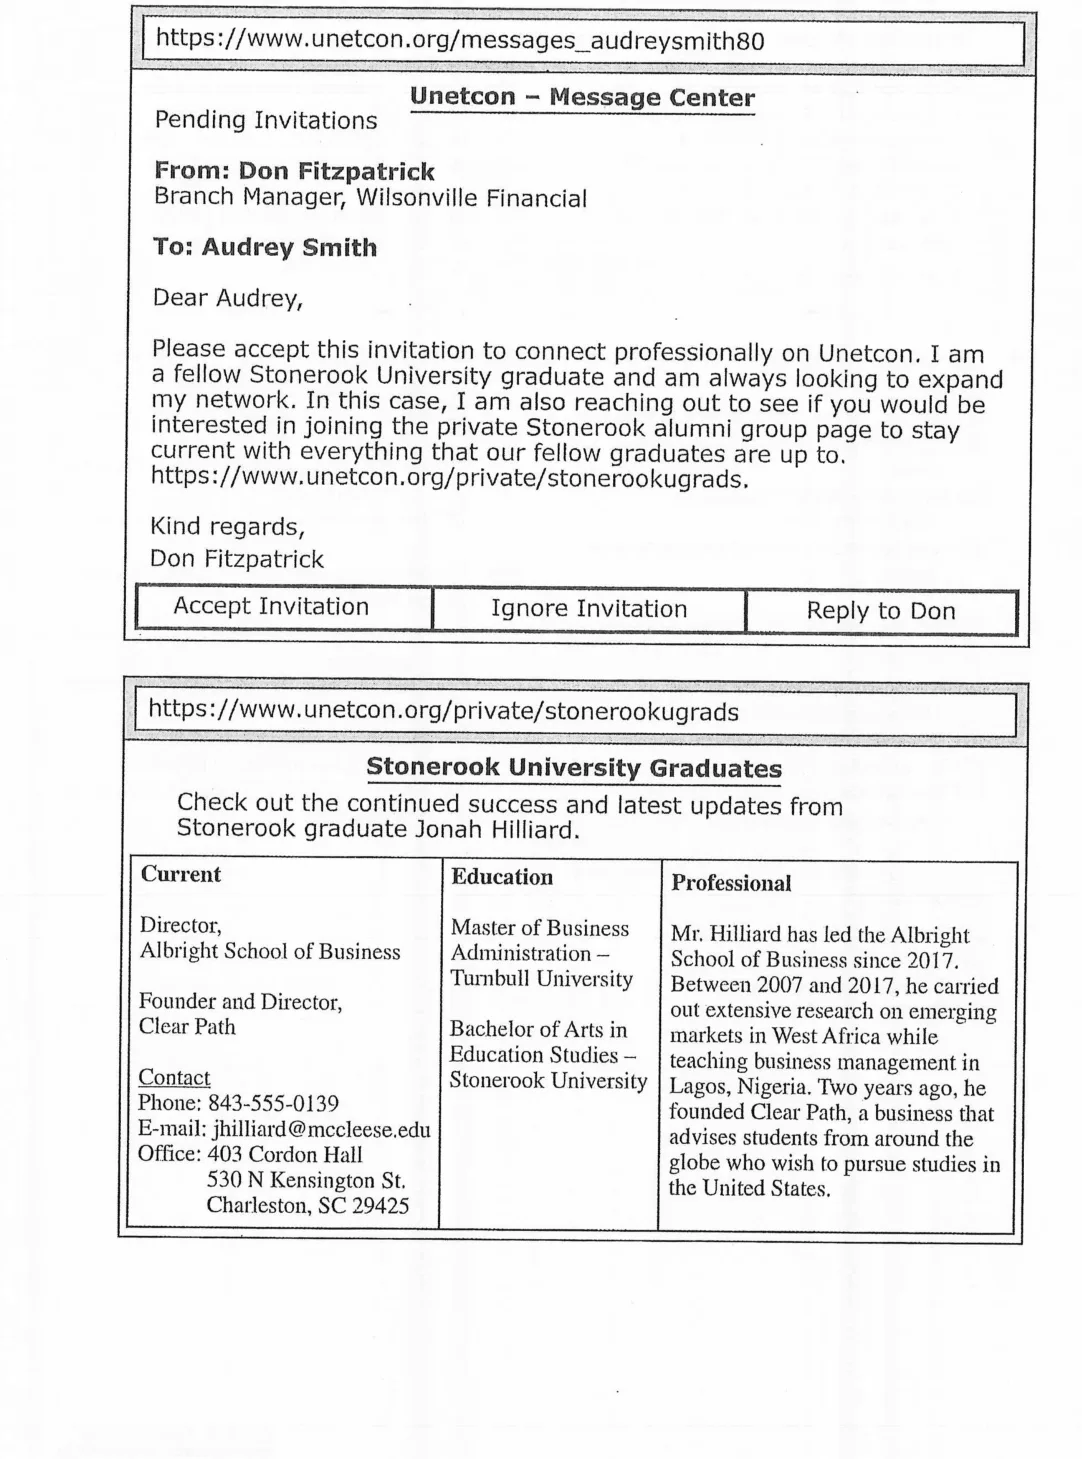 https://www.unetcon.org/messages_audreysmith80
Unetcon – Message Center
Pending Invitations
From: Don Fitzpatrick
Branch Manager, Wilsonville Financial
To: Audrey Smith
Dear Audrey,
Please accept this invitation to connect professionally on Unetcon. I am
a fellow Stonerook University graduate and am always looking to expand
my network. In this case, I am also reaching out to see if you would be
interested in joining the private Stonerook alumni group page to stay
current with everything that our fellow graduates are up to.
https://www.unetcon.org/private/stonerookugrads.
Kind regards,
Don Fitzpatrick
Accept Invitation
Ignore Invitation
Reply to Don
https://www.unetcon.org/private/stonerookugrads
Stonerook University Graduates
Check out the continued success and latest updates from
Stonerook graduate Jonah Hilliard.
Current
Director,
Albright School of Business
Founder and Director,
Clear Path
Contact
Phone: 843-555-0139
E-mail: jhilliard@mccleese.edu
Office: 403 Cordon Hall
530 N Kensington St.
Charleston, SC 29425
Education
Master of Business
Administration –
Turnbull University
Bachelor of Arts in
Education Studies –
Stonerook University
Professional
Mr. Hilliard has led the Albright
School of Business since 2017.
Between 2007 and 2017, he carried
out extensive research on emerging
markets in West Africa while
teaching business management in
Lagos, Nigeria. Two years ago, he
founded Clear Path, a business that
advises students from around the
globe who wish to pursue studies in
the United States.